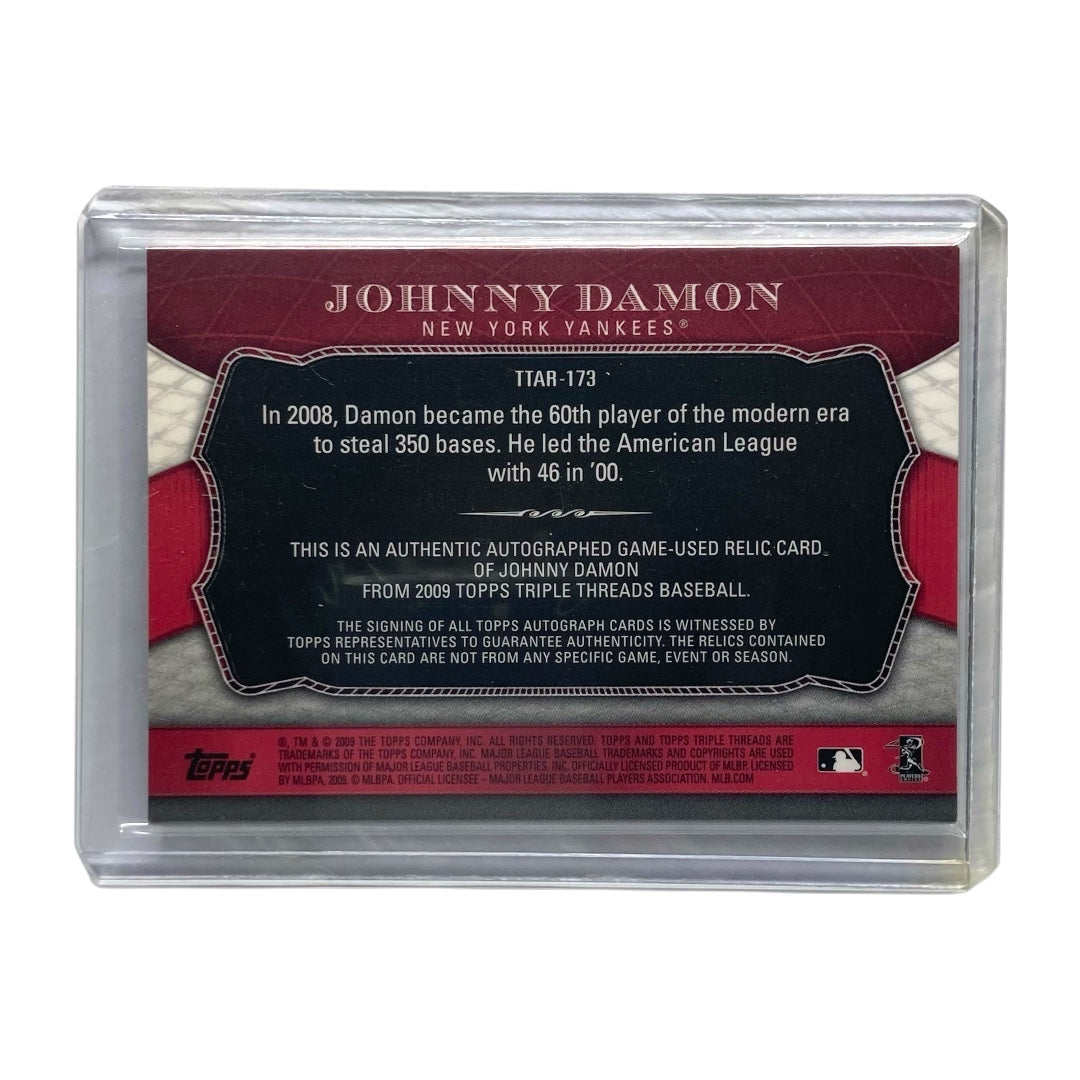 JOHNNY DAMON
NEW YORK YANKEES®
TTAR-173
In 2008, Damon became the 60th player of the modern era
to steal 350 bases. He led the American League
with 46 in '00.
THIS IS AN AUTHENTIC AUTOGRAPHED GAME-USED RELIC CARD
OF JOHNNY DAMON
FROM 2009 TOPPS TRIPLE THREADS BASEBALL.
THE SIGNING OF ALL TOPPS AUTOGRAPH CARDS IS WITNESSED BY
TOPPS REPRESENTATIVES TO GUARANTEE AUTHENTICITY. THE RELICS CONTAINED
ON THIS CARD ARE NOT FROM ANY SPECIFIC GAME, EVENT OR SEASON.
Topps®
®, TM & © 2009 THE TOPPS COMPANY, INC. ALL RIGHTS RESERVED. TOPPS AND TOPPS TRIPLE THREADS ARE
TRADEMARKS OF THE TOPPS COMPANY, INC. MAJOR LEAGUE BASEBALL TRADEMARKS AND COPYRIGHTS ARE USED
WITH PERMISSION OF MAJOR LEAGUE BASEBALL PROPERTIES, INC. OFFICIALLY LICENSED PRODUCT OF MLBP. LICENSED
BY MLBPA, 2009. © MLBPA. OFFICIAL LICENSEE – MAJOR LEAGUE BASEBALL PLAYERS ASSOCIATION. MLB.COM
PLAYERS